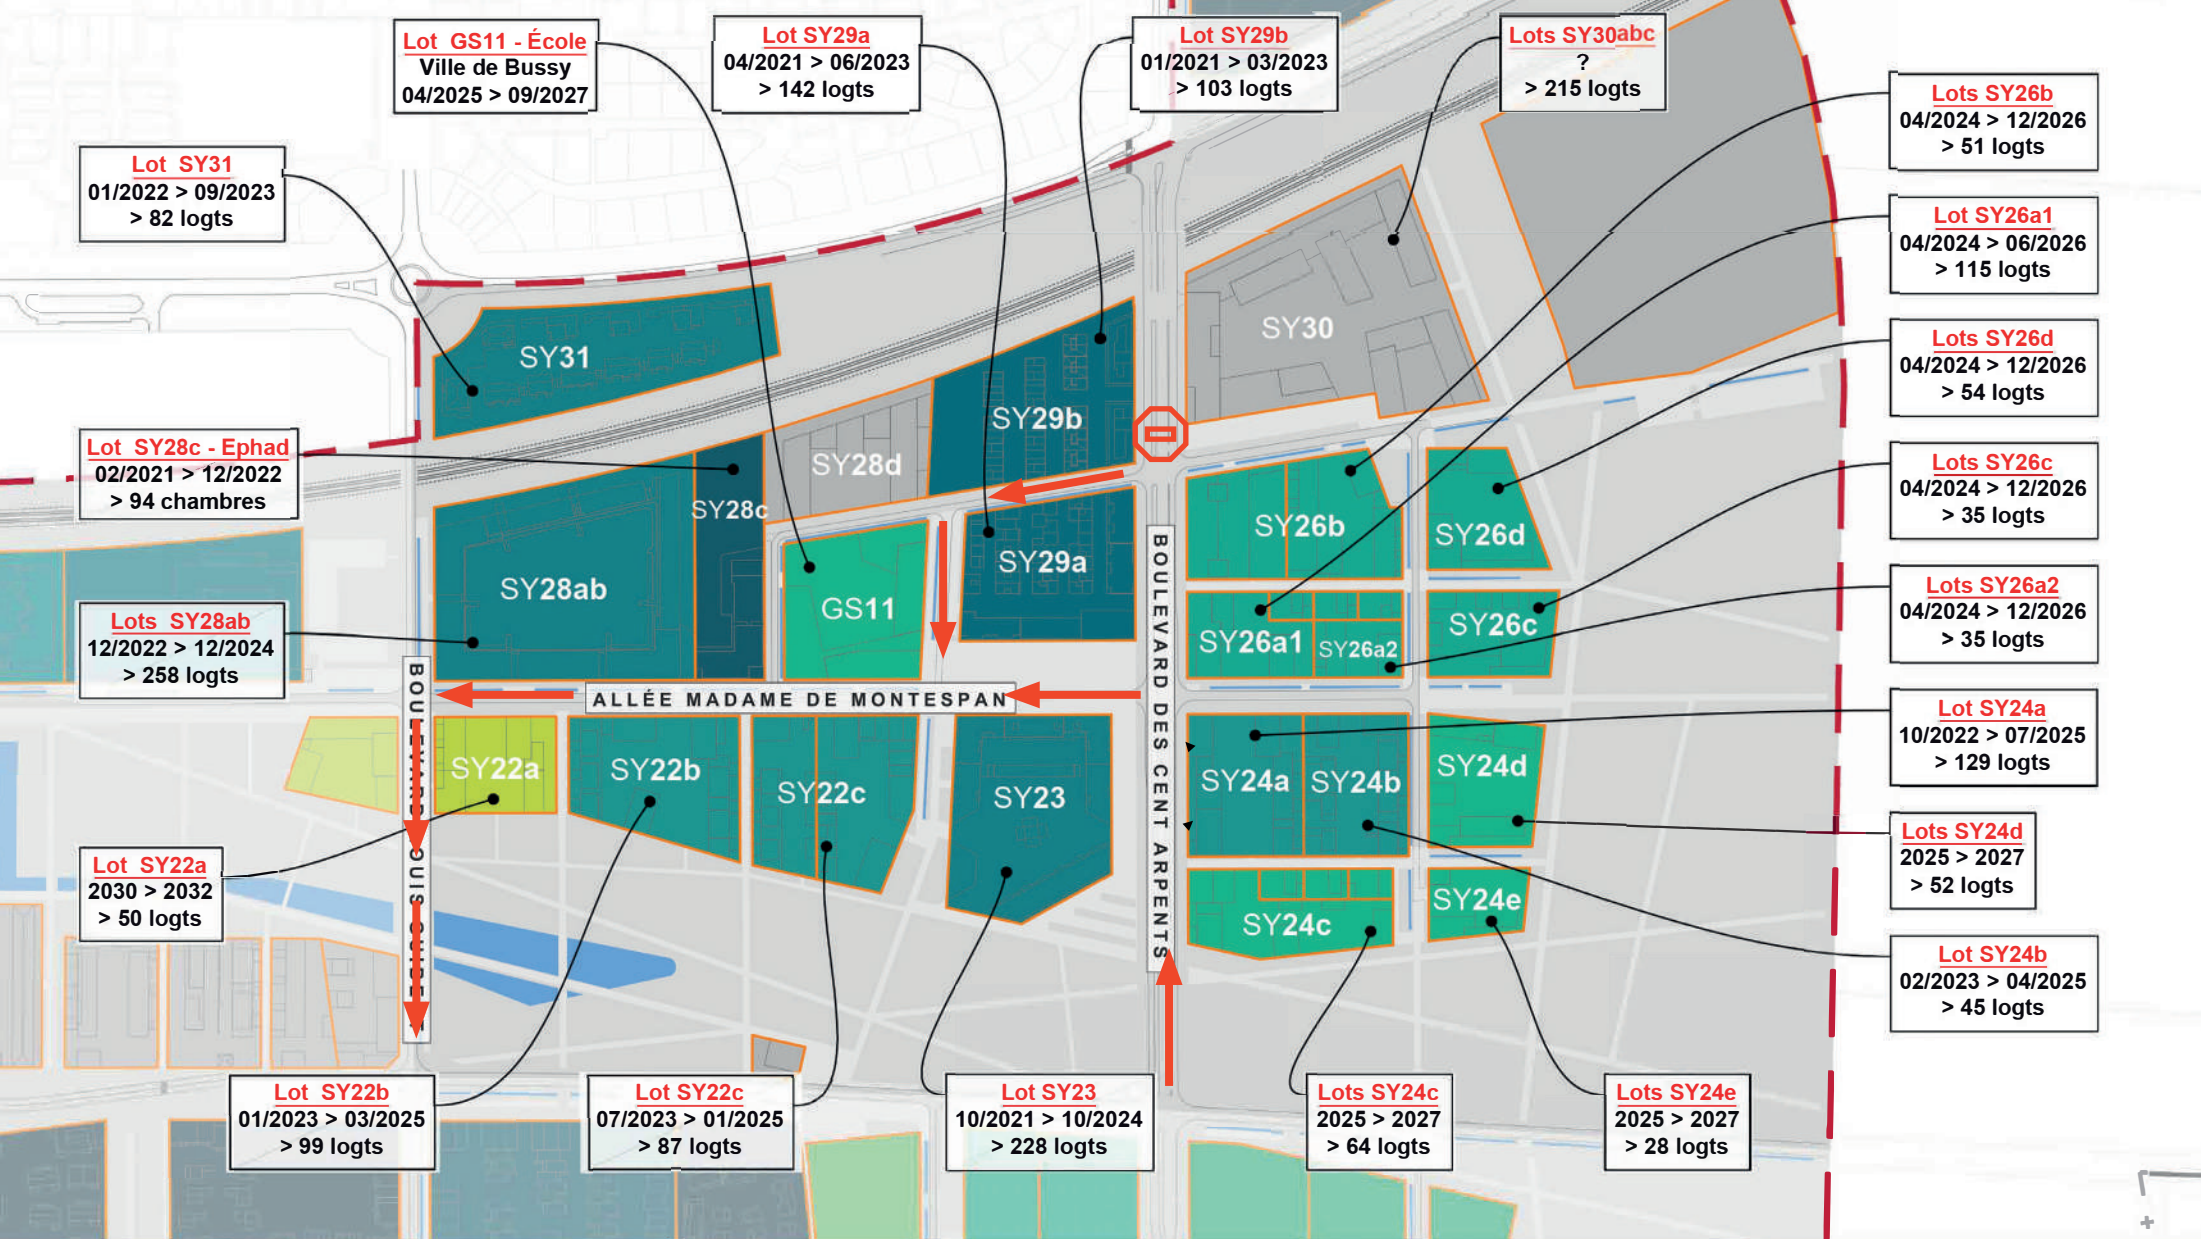 Lot GS11 - École
Ville de Bussy
04/2025 > 09/2027
Lot SY29a
04/2021 > 06/2023
> 142 logts
Lot SY29b
01/2021 > 03/2023
> 103 logts
Lots SY30abc
?
> 215 logts
Lots SY26b
04/2024 > 12/2026
> 51 logts
Lot SY31
01/2022 > 09/2023
> 82 logts
Lot SY26a1
04/2024 > 06/2026
> 115 logts
Lots SY26d
04/2024 > 12/2026
> 54 logts
Lot SY28c - Ephad
02/2021 > 12/2022
> 94 chambres
Lots SY26c
04/2024 > 12/2026
> 35 logts
Lots SY28ab
12/2022 > 12/2024
> 258 logts
Lots SY26a2
04/2024 > 12/2026
> 35 logts
Lot SY24a
10/2022 > 07/2025
> 129 logts
Lot SY22a
2030 > 2032
> 50 logts
Lots SY24d
2025 > 2027
> 52 logts
Lot SY24b
02/2023 > 04/2025
> 45 logts
Lot SY22b
01/2023 > 03/2025
> 99 logts
Lot SY22c
07/2023 > 01/2025
> 87 logts
Lot SY23
10/2021 > 10/2024
> 228 logts
Lots SY24c
2025 > 2027
> 64 logts
Lots SY24e
2025 > 2027
> 28 logts
SY31
SY30
SY29b
SY28d
SY28c
SY28ab
GS11
SY29a
SY26b
SY26d
SY26a1
SY26a2
SY26c
ALLÉE MADAME DE MONTESPAN
BOULEVARD DES CENT ARPENTS
SY22a
SY22b
SY22c
SY23
SY24a
SY24b
SY24d
SY24c
SY24e